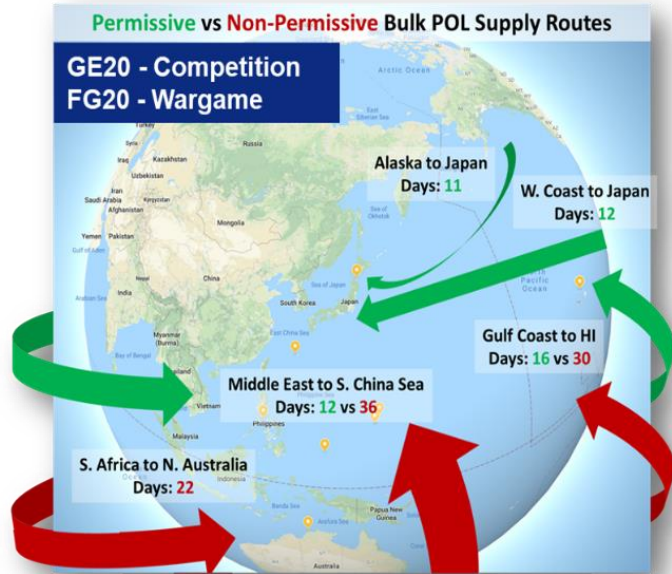 Permissive vs Non-Permissive Bulk POL Supply Routes
GE20 - Competition
FG20 - Wargame
Arctic Ocean
Russia
Alaska to Japan
Days: 11
W. Coast to Japan
Days: 12
Kazakhstan
Mongolia
Sea of Okhotsk
Turkey
Iraq
Iran
Saudi Arabia
Afghanistan
Yemen
Pakistan
India
China
South Korea
Sea of Japan
Japan
East China Sea
North
Pacific
Ocean
Gulf Coast to HI
Days: 16 vs 30
Myanmar
(Burma)
Bay of Bengal
Thailand
Vietnam
Middle East to S. China Sea
Days: 12 vs 36
Philippines
Malaysia
S. Africa to N. Australia
Days: 22
Indonesia
Banda Sea
Arafura Sea
Papua New
Guinea
Australia